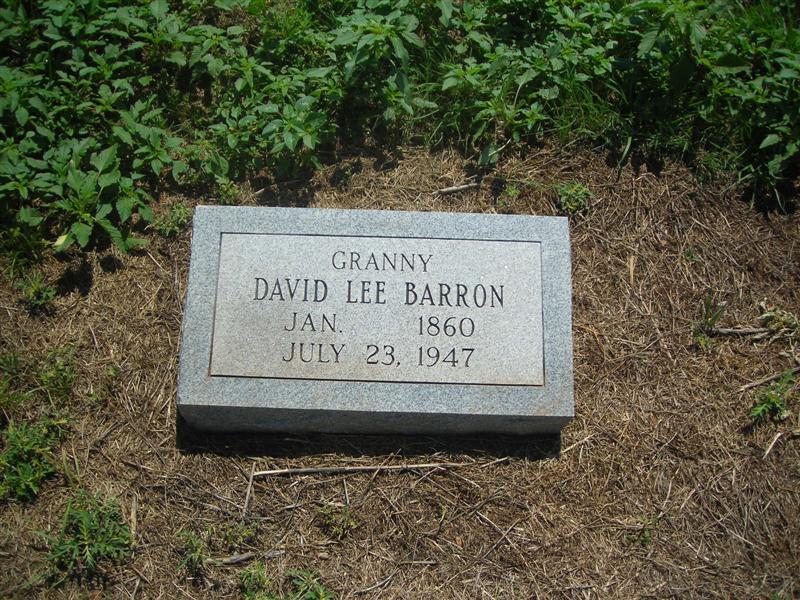 GRANNY
DAVID LEE BARRON
JAN. 1860
JULY 23, 1947